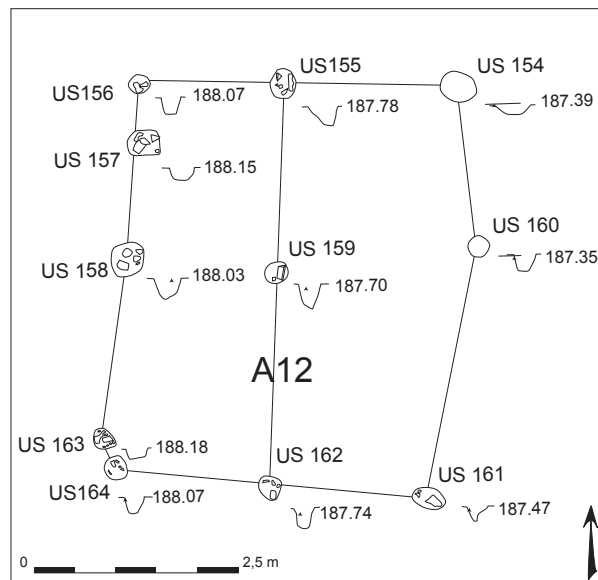 US156
188.07
US155
187.78
US 154
187.39
US 157
188.15
US 158
188.03
US 159
187.70
US 160
187.35
A12
US 163
188.18
US164
188.07
US 162
187.74
US 161
187.47
0
2,5 m